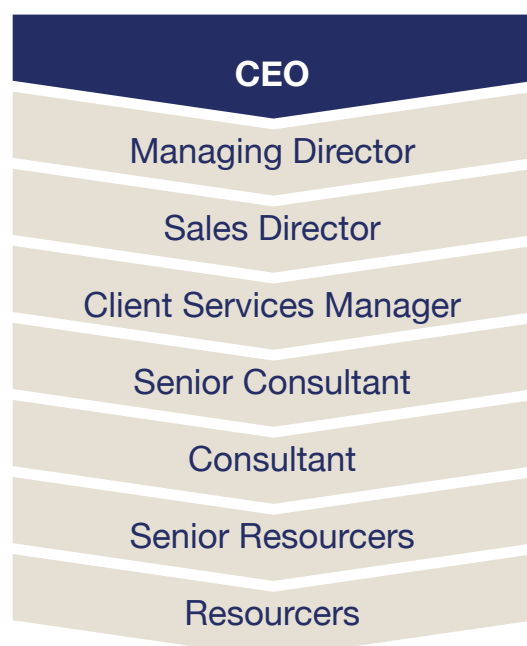 CEO
Managing Director
Sales Director
Client Services Manager
Senior Consultant
Consultant
Senior Resourcers
Resourcers